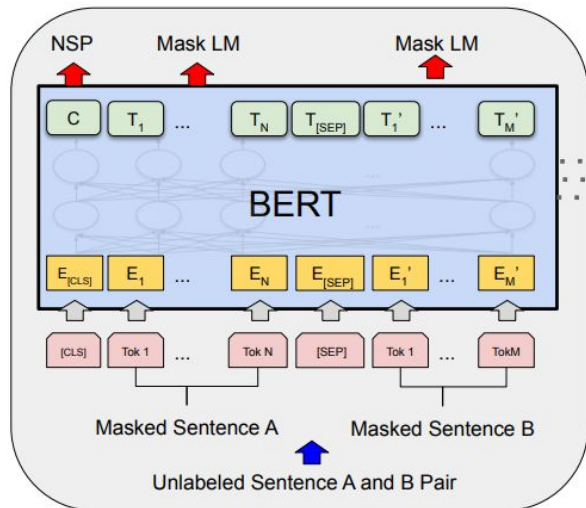 NSP Mask LM Mask LM
C T1 ... TN T[SEP] T1' ... TM'
BERT
E[CLS] E1 ... EN E[SEP] E1' ... EM'
[CLS] Tok 1 ... Tok N [SEP] Tok 1 ... TokM
Masked Sentence A Masked Sentence B
Unlabeled Sentence A and B Pair